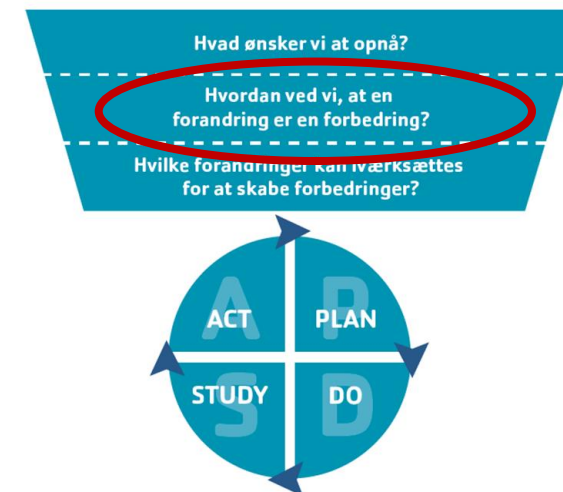 Hvad ønsker vi at opnå?
Hvordan ved vi, at en
forandring er en forbedring?
Hvilke forandringer kan iværksættes
for at skabe forbedringer?
A
ACT
P
PLAN
S
STUDY
D
DO